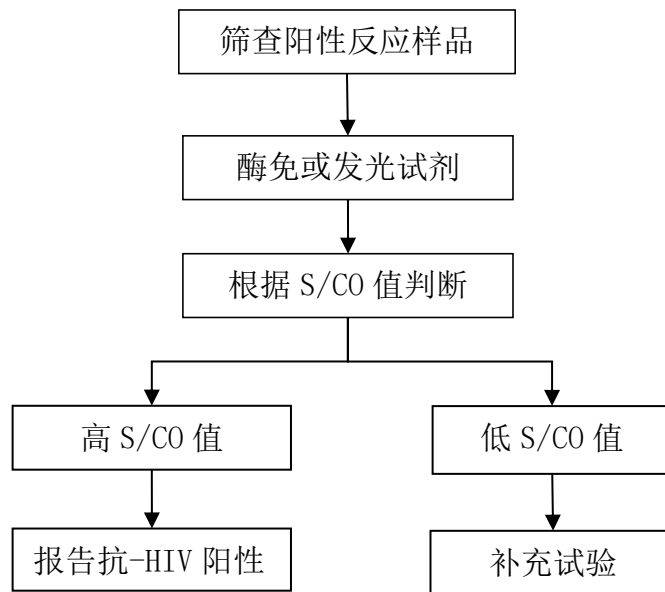 筛查阳性反应样品
酶免或发光试剂
根据 S/CO 值判断
高 S/CO 值
低 S/CO 值
报告抗-HIV 阳性
补充试验